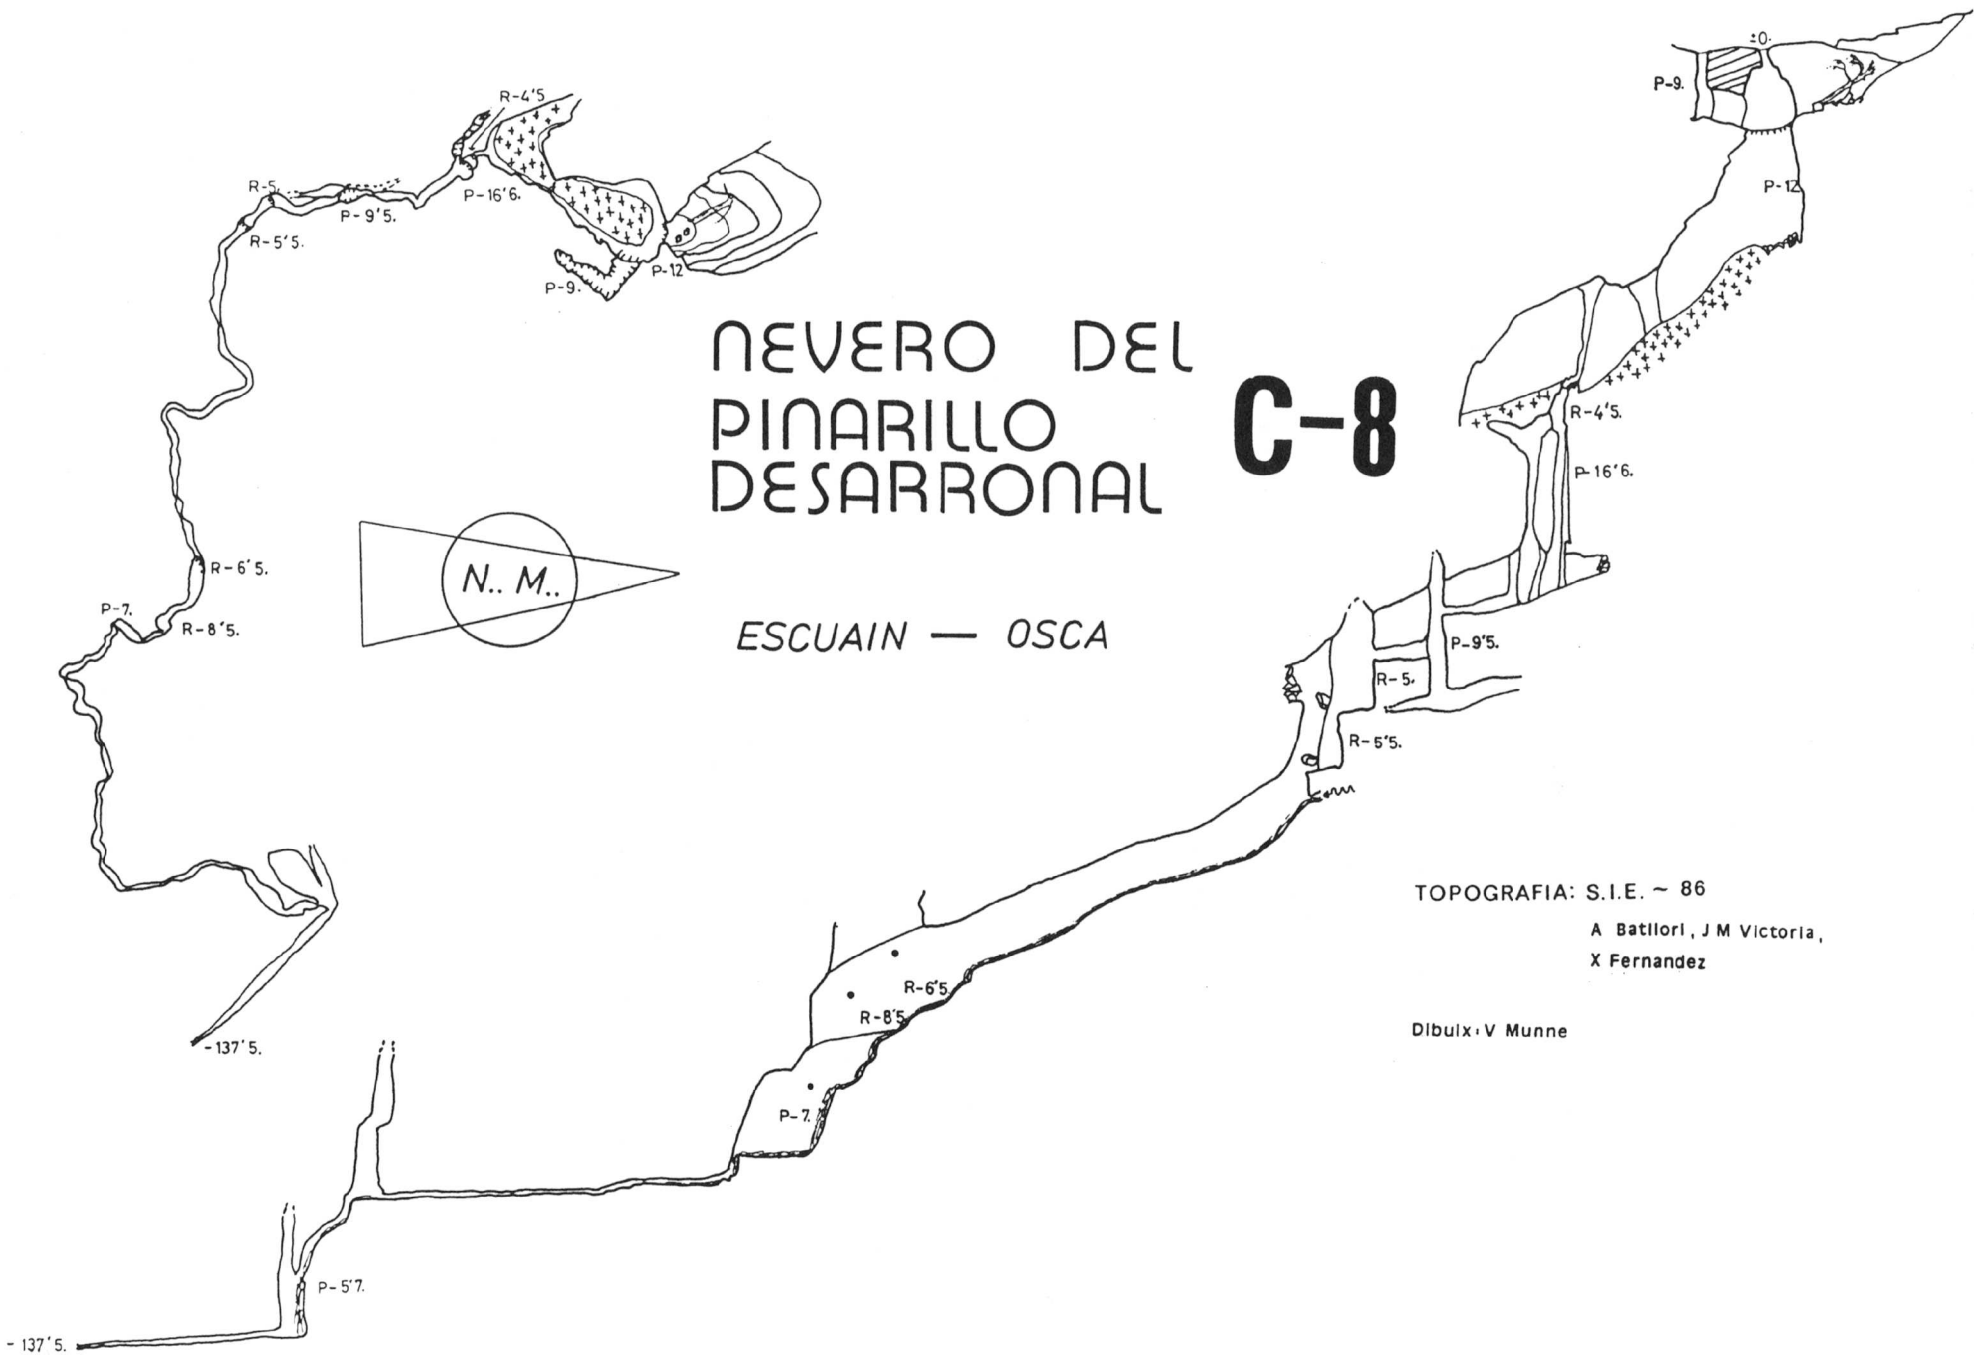 ±0.
P-9.
P-12
R-4'5
P-16'6.
R-5.
P-9'5.
R-5'5.
P-12
P-9.
NEVERO DEL
PINARILLO
DESARRONAL
C-8
R-4'5.
P-16'6.
N.. M..
R-6'5.
P-7.
R-8'5.
ESCUAIN — OSCA
P-9'5.
R-5.
R-5'5.
TOPOGRAFIA: S.I.E. ~ 86
A Batllori, J M Victoria,
X Fernandez
R-6'5.
R-8'5.
Dibuix: V Munne
-137'5.
P-7.
P-5'7.
-137'5.